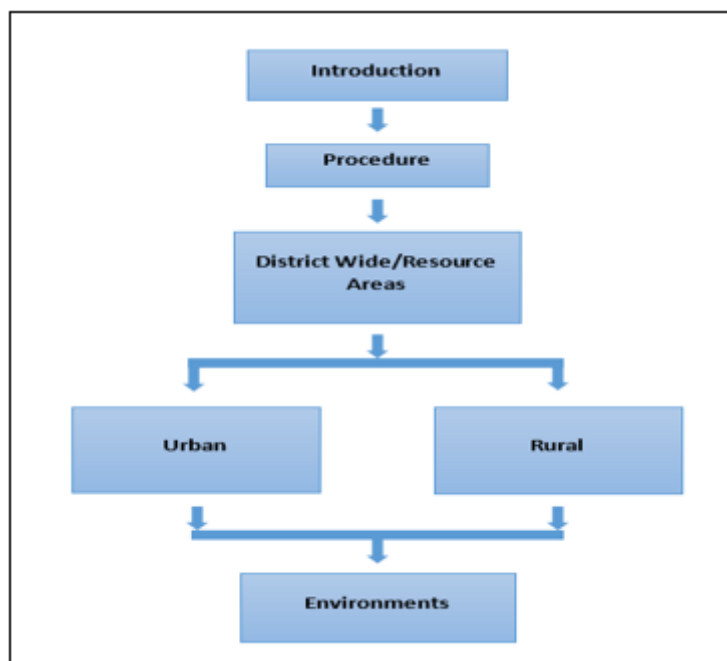 Introduction
Procedure
District Wide/Resource
Areas
Urban
Rural
Environments